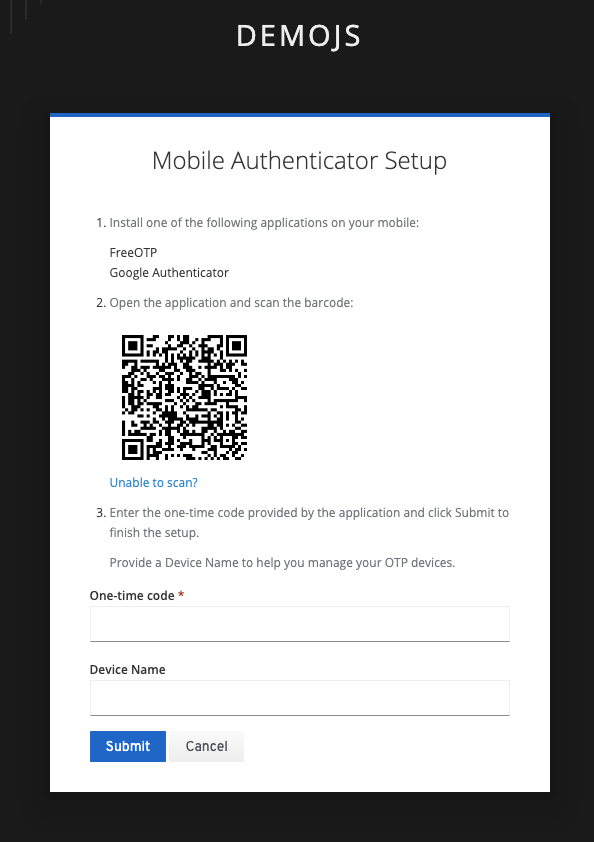 DEMOJS
Mobile Authenticator Setup
1. Install one of the following applications on your mobile:
FreeOTP
Google Authenticator
2. Open the application and scan the barcode:
Unable to scan?
3. Enter the one-time code provided by the application and click Submit to
finish the setup.
Provide a Device Name to help you manage your OTP devices.
One-time code *
Device Name
Submit Cancel